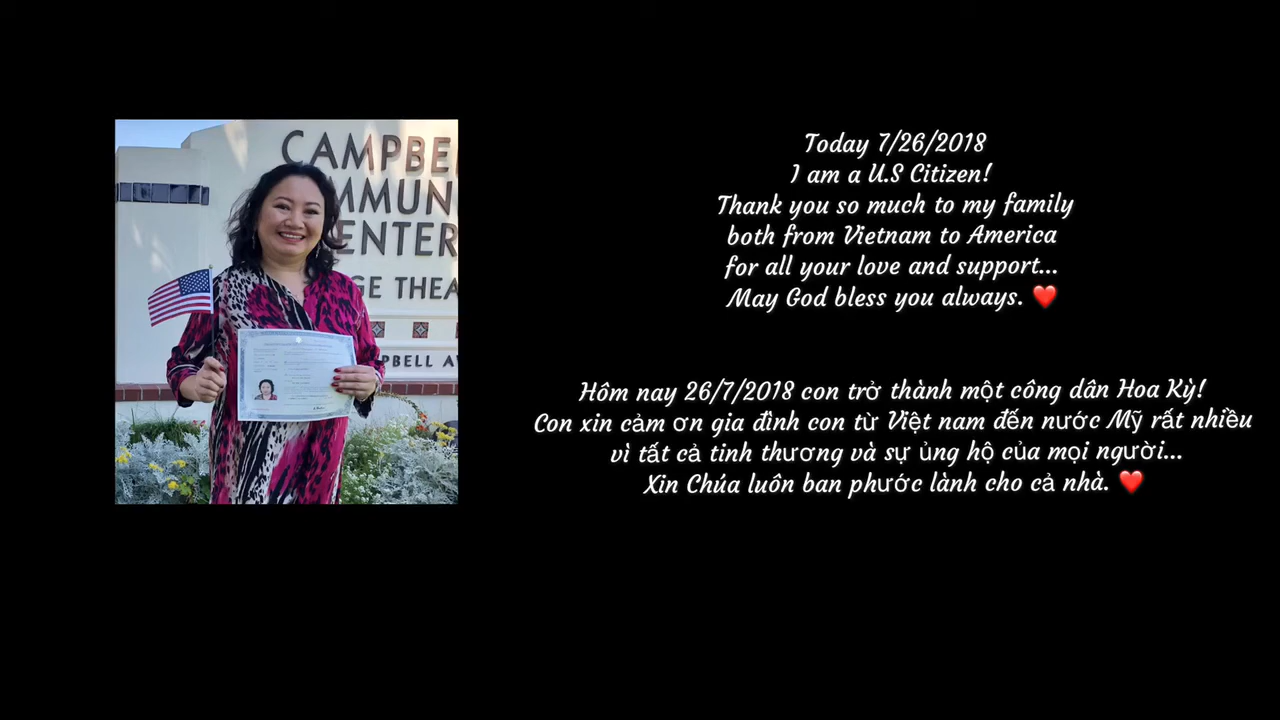 CAMPBE
MMUN
ENTER
GE THEA
PBELL AV
Today 7/26/2018
I am a U.S Citizen!
Thank you so much to my family
both from Vietnam to America
for all your love and support...
May God bless you always. ❤️
Hôm nay 26/7/2018 con trở thành một công dân Hoa Kỳ!
Con xin cảm ơn gia đình con từ Việt nam đến nước Mỹ rất nhiều
vì tất cả tinh thương và sự ủng hộ của mọi người...
Xin Chúa luôn ban phước lành cho cả nhà. ❤️